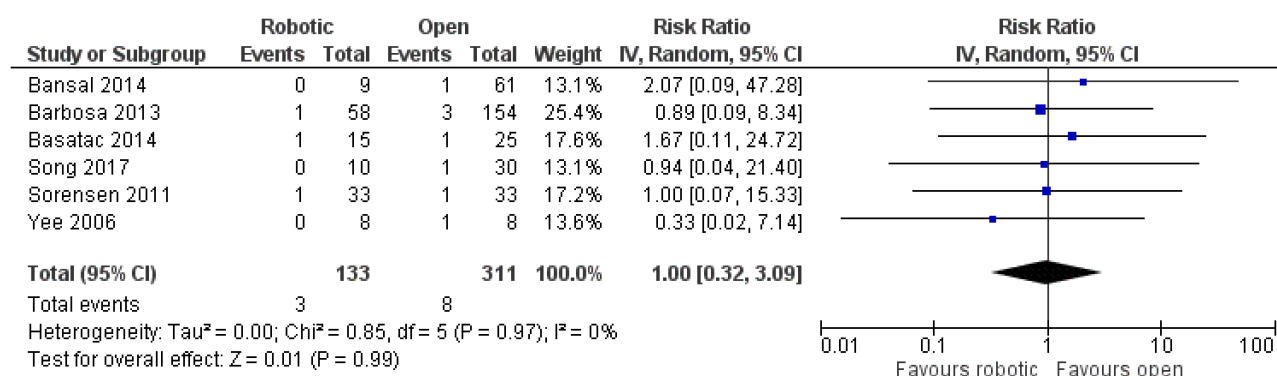 Robotic Open Risk Ratio Risk Ratio
Study or Subgroup Events Total Events Total Weight IV, Random, 95% CI IV, Random, 95% CI
Bansal 2014 0 9 1 61 13.1% 2.07 [0.09, 47.28]
Barbosa 2013 1 58 3 154 25.4% 0.89 [0.09, 8.34]
Basatac 2014 1 15 1 25 17.6% 1.67 [0.11, 24.72]
Song 2017 0 10 1 30 13.1% 0.94 [0.04, 21.40]
Sorensen 2011 1 33 1 33 17.2% 1.00 [0.07, 15.33]
Yee 2006 0 8 1 8 13.6% 0.33 [0.02, 7.14]
Total (95% CI) 133 311 100.0% 1.00 [0.32, 3.09]
Total events 3 8
Heterogeneity: Tau² = 0.00; Chi² = 0.85, df = 5 (P = 0.97); I² = 0%
Test for overall effect: Z = 0.01 (P = 0.99)
0.01 0.1 1 10 100
Favours robotic Favours open